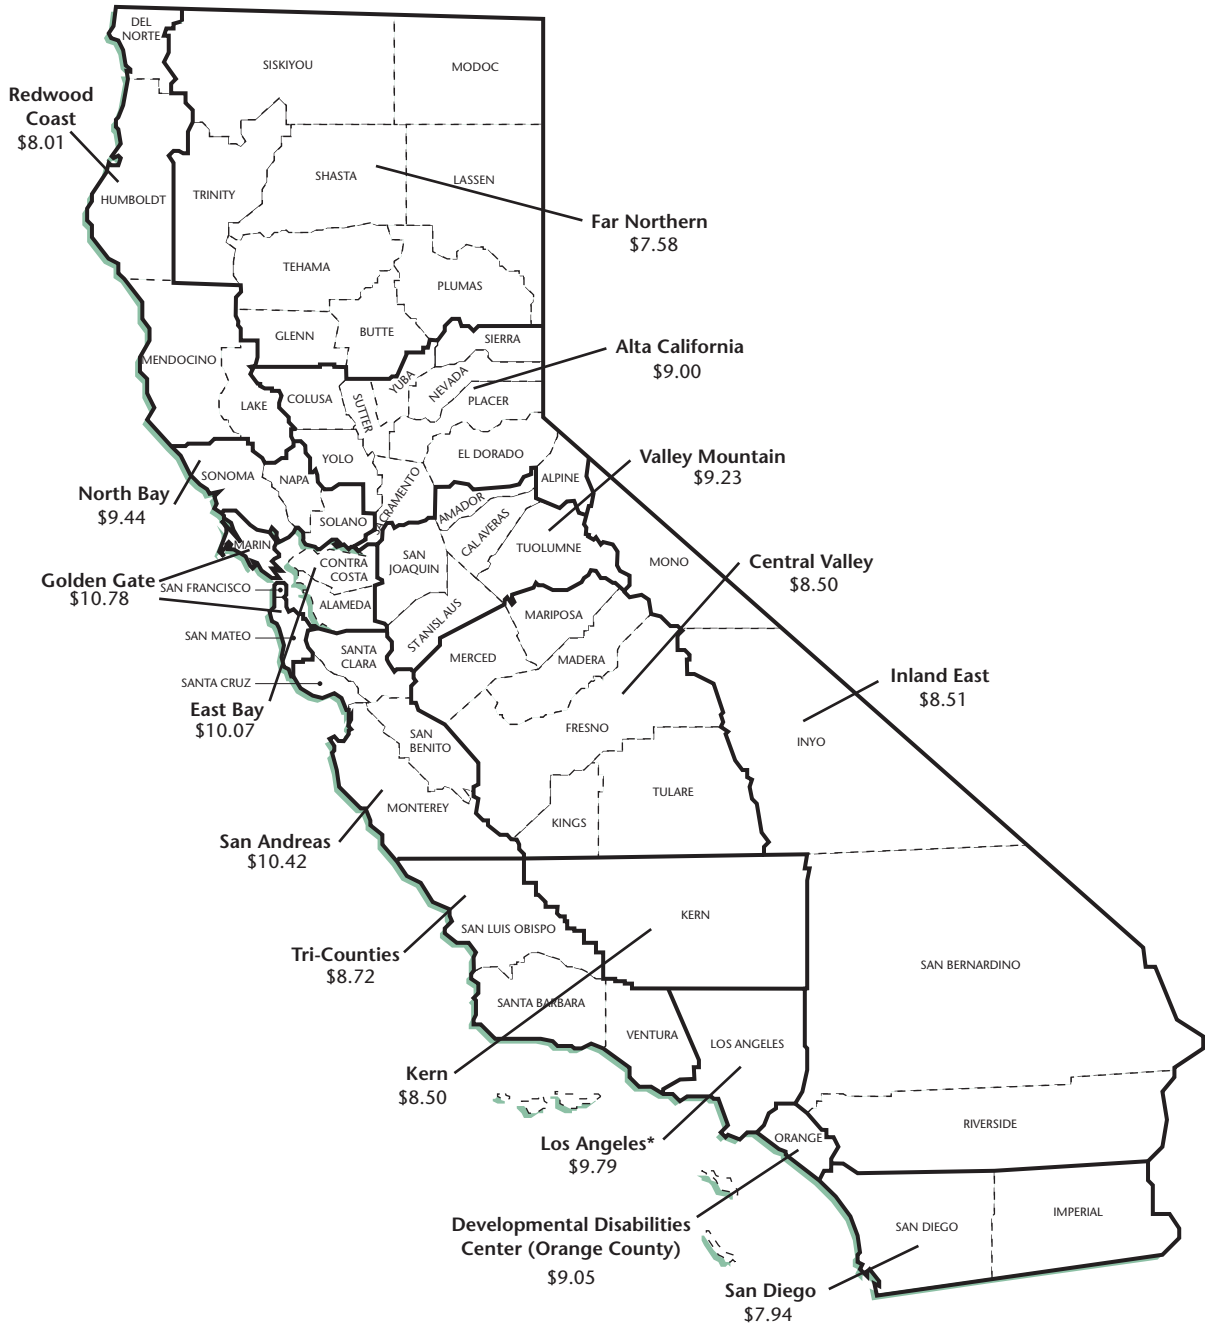 DEL
NORTE
SISKIYOU
MODOC
Redwood
Coast
$8.01
HUMBOLDT
TRINITY
SHASTA
LASSEN
Far Northern
$7.58
TEHAMA
PLUMAS
GLENN
BUTTE
SIERRA
MENDOCINO
Alta California
$9.00
YUBA
NEVADA
LAKE
COLUSA
SUTTER
PLACER
YOLO
EL DORADO
Valley Mountain
$9.23
SONOMA
NAPA
SACRAMENTO
ALPINE
North Bay
$9.44
SOLANO
AMADOR
CALAVERAS
MARIN
CONTRA
COSTA
SAN
JOAQUIN
TUOLUMNE
MONO
Central Valley
$8.50
Golden Gate
$10.78
SAN FRANCISCO
ALAMEDA
STANISLAUS
MARIPOSA
SAN MATEO
SANTA
CLARA
MERCED
MADERA
SANTA CRUZ
Inland East
$8.51
East Bay
$10.07
SAN
BENITO
FRESNO
INYO
MONTEREY
KINGS
TULARE
San Andreas
$10.42
KERN
SAN LUIS OBISPO
Tri-Counties
$8.72
SAN BERNARDINO
SANTA BARBARA
VENTURA
LOS ANGELES
Kern
$8.50
RIVERSIDE
ORANGE
Los Angeles*
$9.79
IMPERIAL
SAN DIEGO
Developmental Disabilities
Center (Orange County)
$9.05
San Diego
$7.94